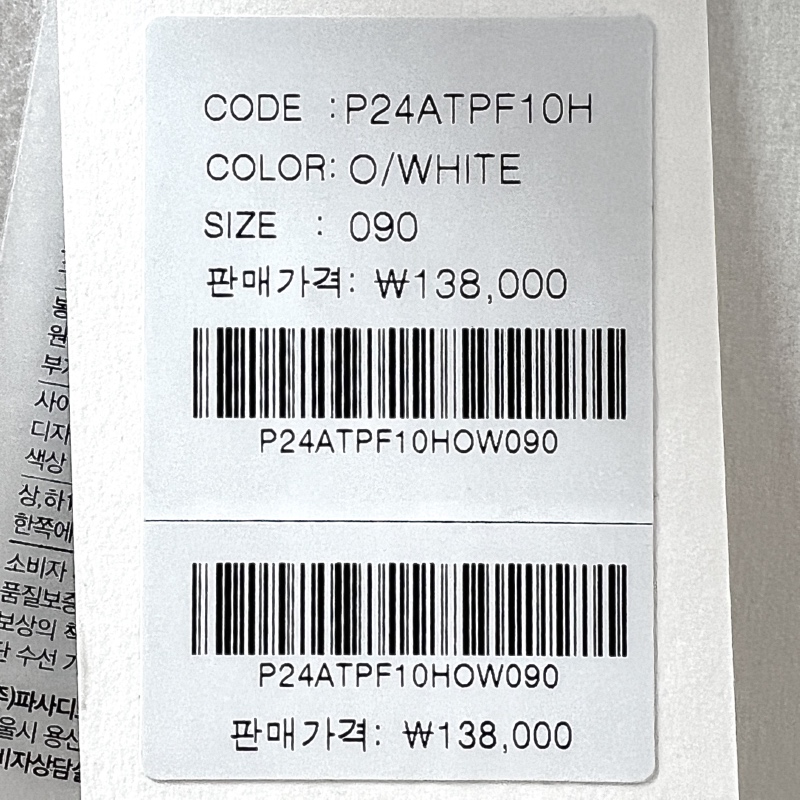 CODE :P24ATPF10H
COLOR: O/WHITE
SIZE : 090
판매가격: ₩138,000
P24ATPF10HOW090
P24ATPF10HOW090
판매가격: ₩138,000
사이
디자
색상
상,하
한쪽에
소비자
품질보증
보상의
수선
파사디
용산
비자상담실